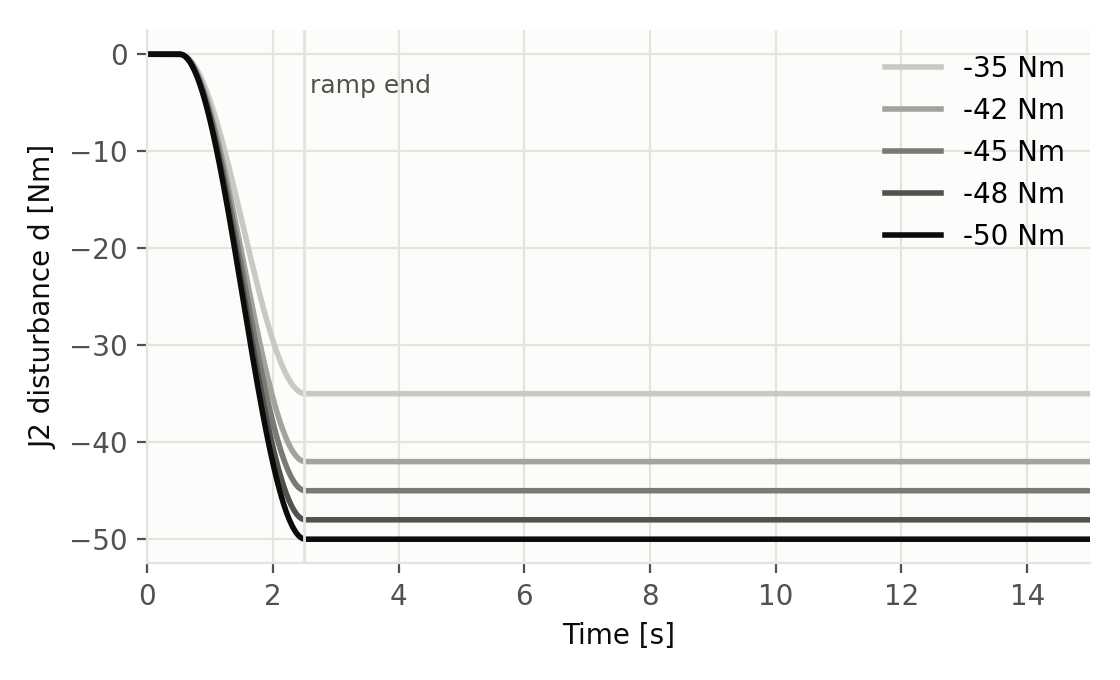 0
−10
−20
−30
−40
−50
J2 disturbance d [Nm]
ramp end
-35 Nm
-42 Nm
-45 Nm
-48 Nm
-50 Nm
0 2 4 6 8 10 12 14
Time [s]